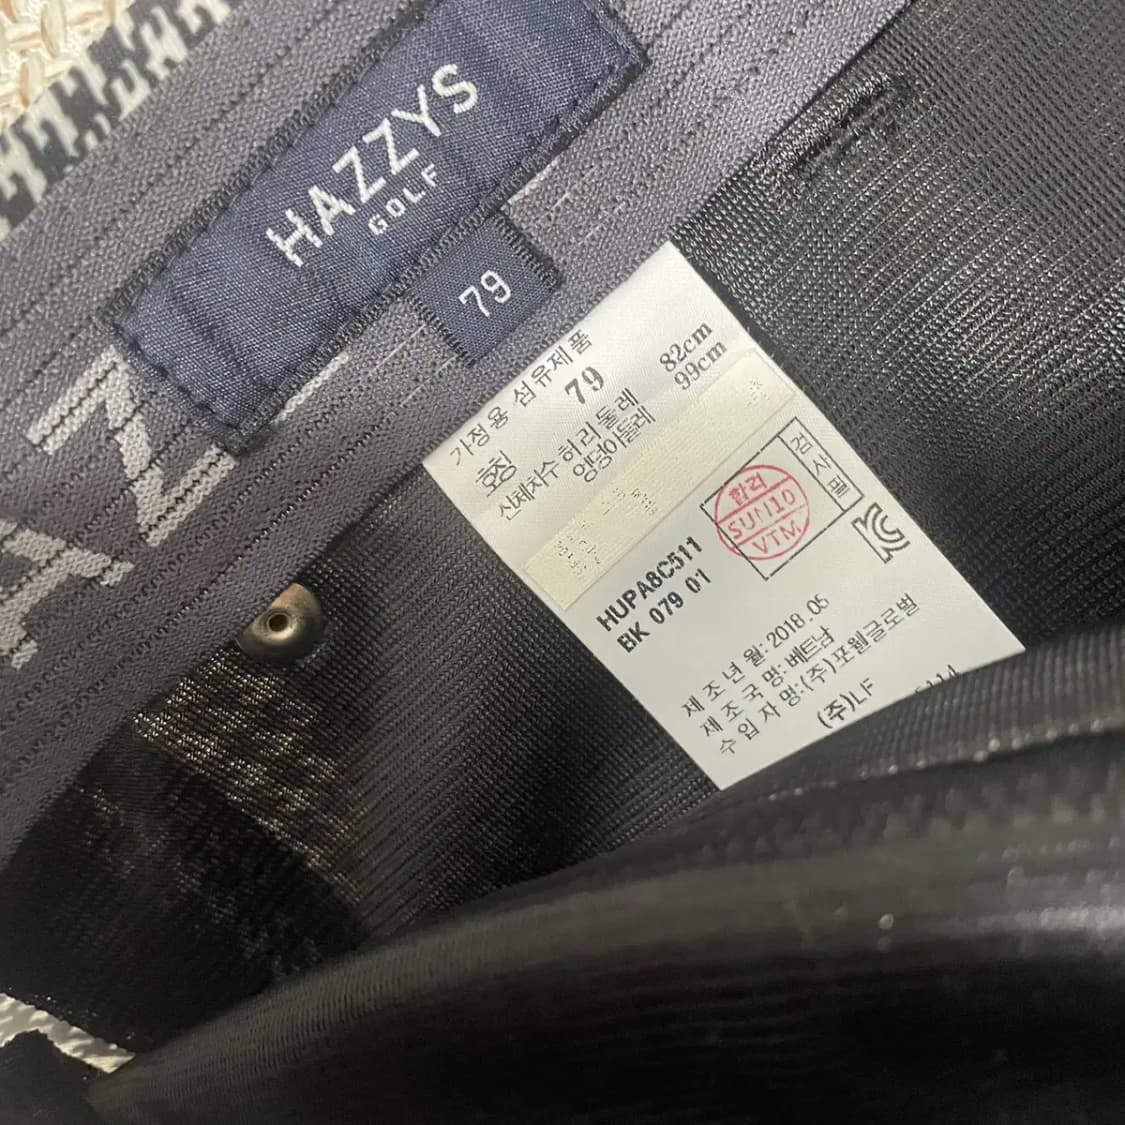 HAZZYS
GOLF
79
가정용 섬유제품
호칭 79
신체치수 허리둘레 82cm
엉덩이둘레 99cm
검사필
합격
SUN10
VTM
HUPA8C511
BK 079 01
제 조 년 월: 2018.05
제 조 국 명: 베트남
수 입 자 명:(주)포월글로벌
(주)LF